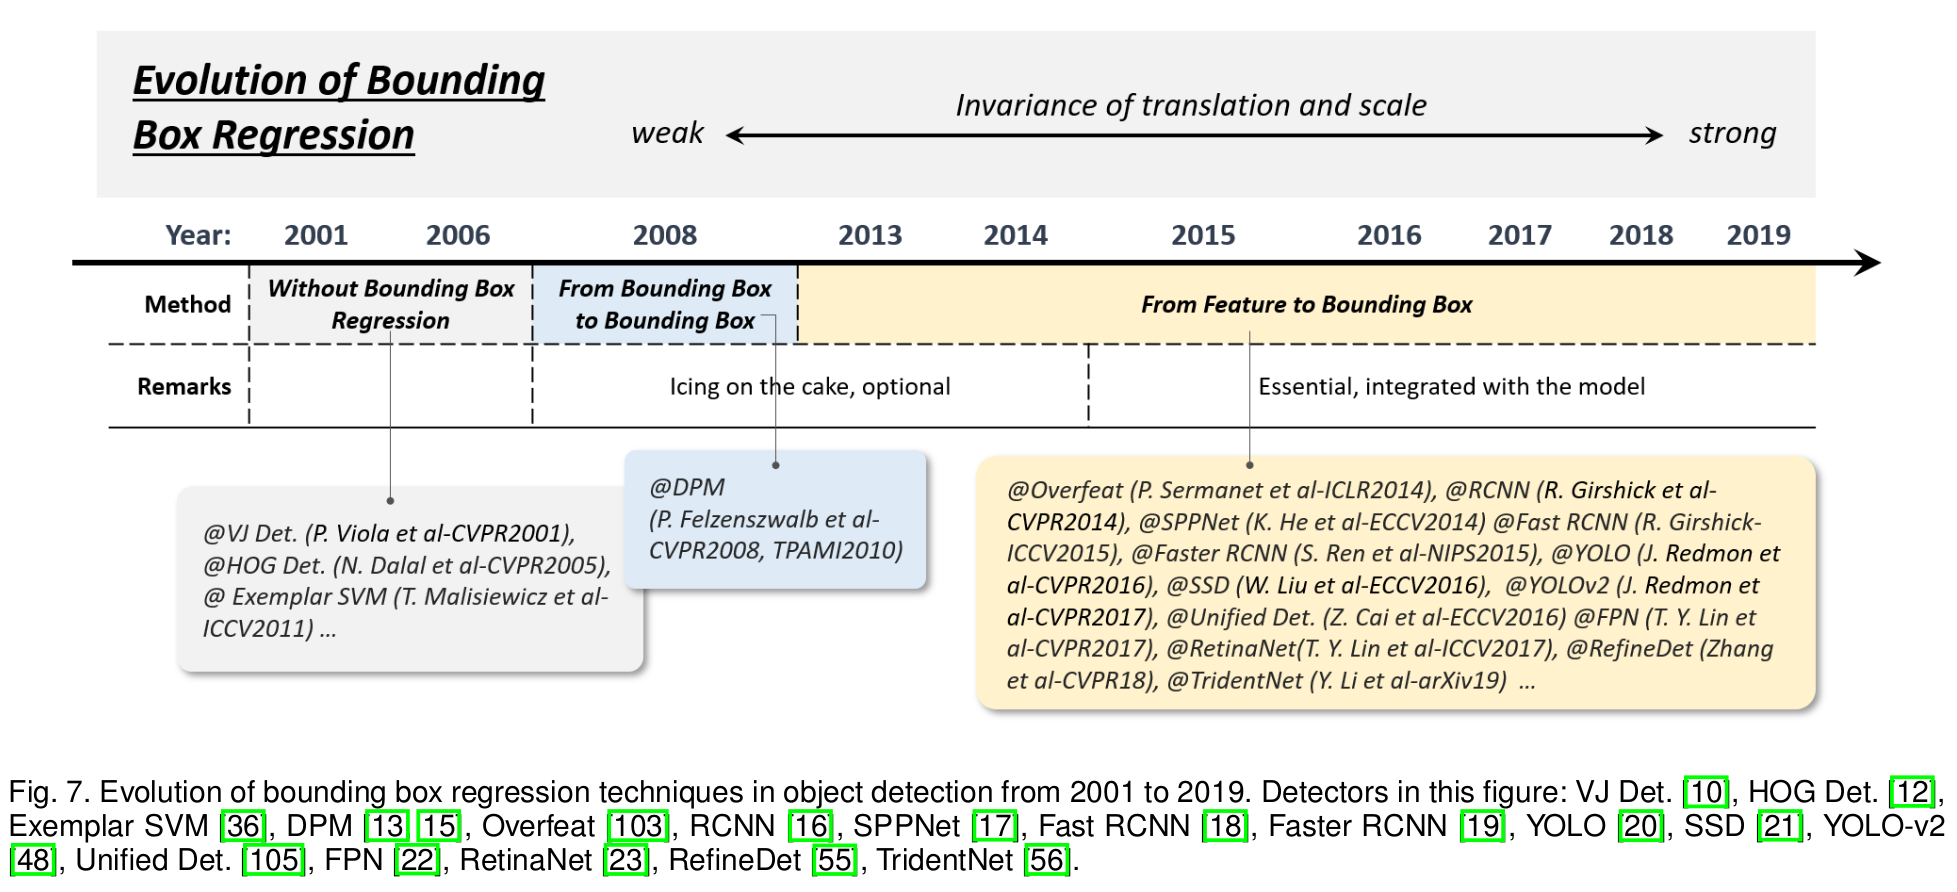 Evolution of Bounding
Box Regression
Invariance of translation and scale
weak
strong
Year: 2001 2006 2008 2013 2014 2015 2016 2017 2018 2019
Method
Without Bounding Box
Regression
From Bounding Box
to Bounding Box
From Feature to Bounding Box
Remarks
Icing on the cake, optional
Essential, integrated with the model
@VJ Det. (P. Viola et al-CVPR2001),
@HOG Det. (N. Dalal et al-CVPR2005),
@ Exemplar SVM (T. Malisiewicz et al-
ICCV2011) ...
@DPM
(P. Felzenszwalb et al-
CVPR2008, TPAMI2010)
@Overfeat (P. Sermanet et al-ICLR2014), @RCNN (R. Girshick et al-
CVPR2014), @SPPNet (K. He et al-ECCV2014) @Fast RCNN (R. Girshick-
ICCV2015), @Faster RCNN (S. Ren et al-NIPS2015), @YOLO (J. Redmon et
al-CVPR2016), @SSD (W. Liu et al-ECCV2016), @YOLOv2 (J. Redmon et
al-CVPR2017), @Unified Det. (Z. Cai et al-ECCV2016) @FPN (T. Y. Lin et
al-CVPR2017), @RetinaNet(T. Y. Lin et al-ICCV2017), @RefineDet (Zhang
et al-CVPR18), @TridentNet (Y. Li et al-arXiv19) ...
Fig. 7. Evolution of bounding box regression techniques in object detection from 2001 to 2019. Detectors in this figure: VJ Det. [10], HOG Det. [12],
Exemplar SVM [36], DPM [13, 15], Overfeat [103], RCNN [16], SPPNet [17], Fast RCNN [18], Faster RCNN [19], YOLO [20], SSD [21], YOLO-v2
[48], Unified Det. [105], FPN [22], RetinaNet [23], RefineDet [55], TridentNet [56].